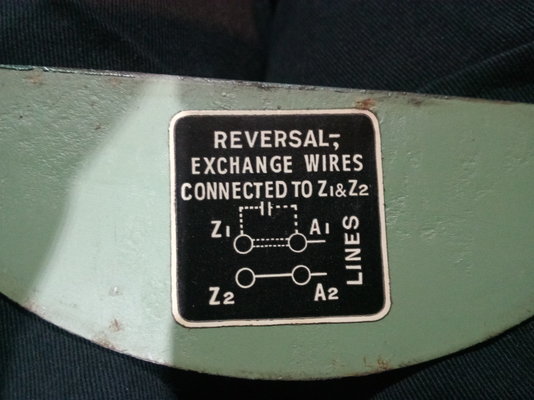 REVERSAL-;
EXCHANGE WIRES
CONNECTED TO Z1&Z2
Z1 A1
Z2 A2
LINES